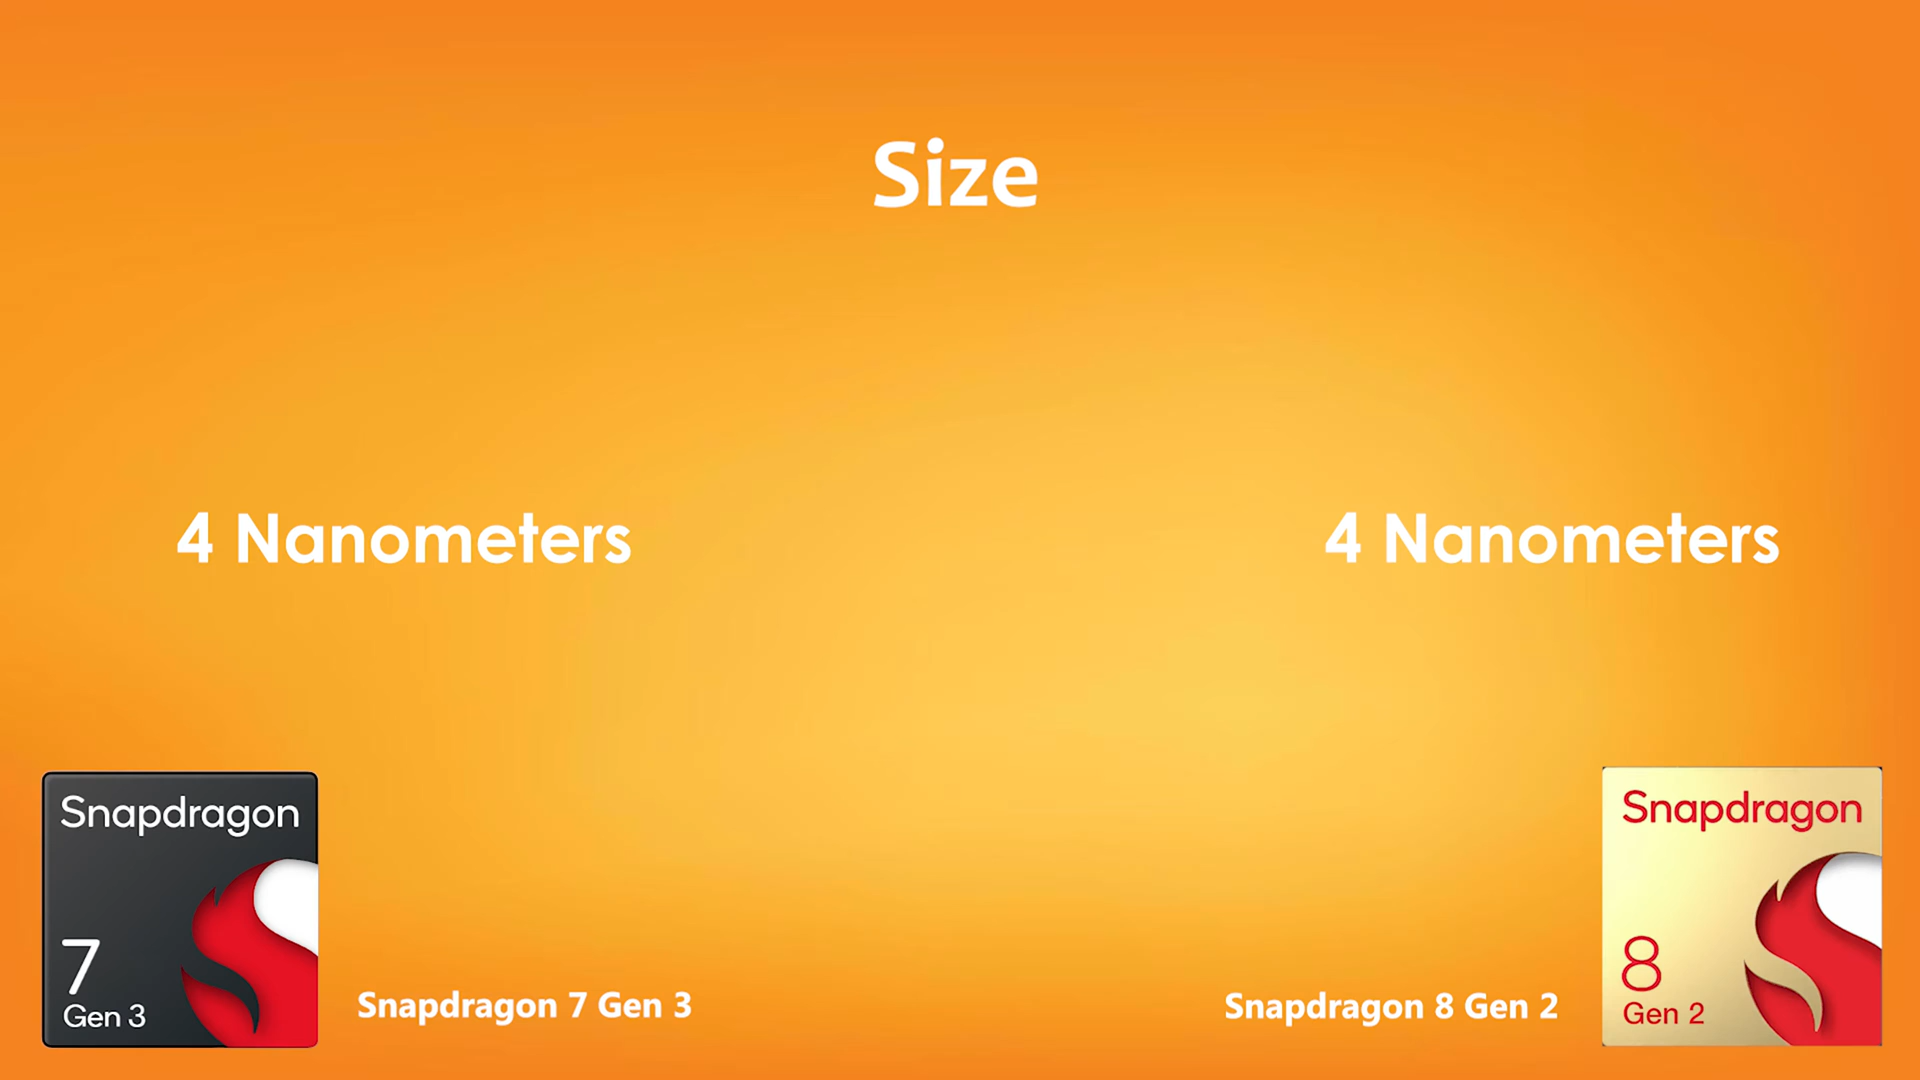 Size
4 Nanometers
4 Nanometers
Snapdragon
7
Gen 3
Snapdragon 7 Gen 3
Snapdragon 8 Gen 2
Snapdragon
8
Gen 2